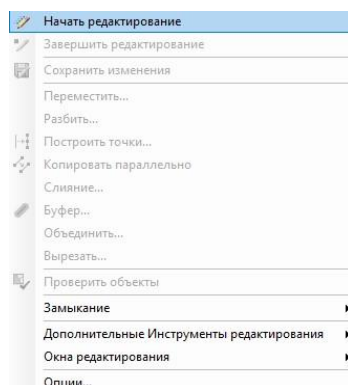 Начать редактирование
Завершить редактирование
Сохранить изменения
Переместить...
Разбить...
Построить точки...
Копировать параллельно
Слияние...
Буфер...
Объединить...
Вырезать...
Проверить объекты
Замыкание
Дополнительные Инструменты редактирования
Окна редактирования
Опции...